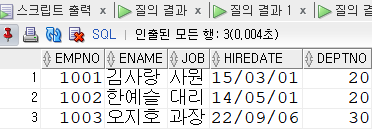 스크립트 출력 × 질의 결과 × 질의 결과 1 × 질의 결
SQL | 인출된 모든 행: 3(0,004초)
EMPNO ENAME JOB HIREDATE DEPTNO
1 1001 김사랑 사원 15/03/01 20
2 1002 한예슬 대리 14/05/01 20
3 1003 오지호 과장 22/09/06 30